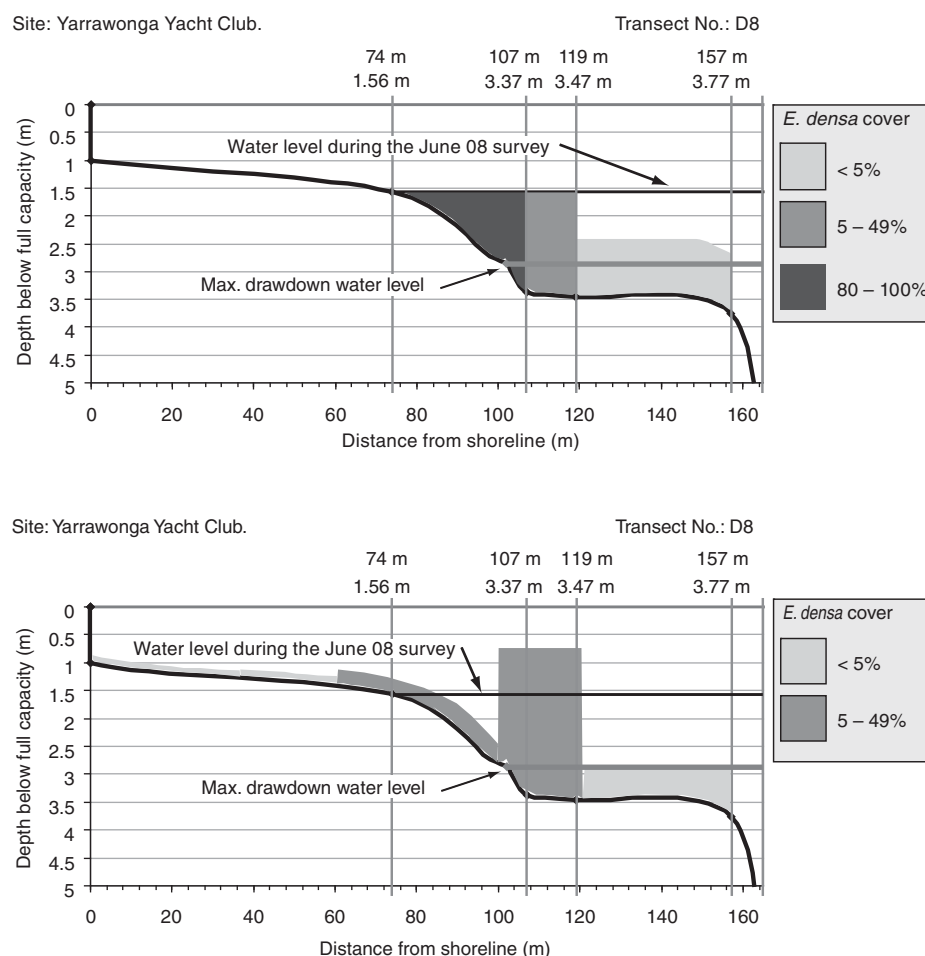 Site: Yarrawonga Yacht Club. Transect No.: D8
74 m 107 m 119 m 157 m
1.56 m 3.37 m 3.47 m 3.77 m
Depth below full capacity (m)
0
0.5
1
1.5
2
2.5
3
3.5
4
4.5
5
Water level during the June 08 survey
Max. drawdown water level
0 20 40 60 80 100 120 140 160
Distance from shoreline (m)
E. densa cover
< 5%
5 – 49%
80 – 100%
Site: Yarrawonga Yacht Club. Transect No.: D8
74 m 107 m 119 m 157 m
1.56 m 3.37 m 3.47 m 3.77 m
Depth below full capacity (m)
0
0.5
1
1.5
2
2.5
3
3.5
4
4.5
5
Water level during the June 08 survey
Max. drawdown water level
0 20 40 60 80 100 120 140 160
Distance from shoreline (m)
E. densa cover
< 5%
5 – 49%